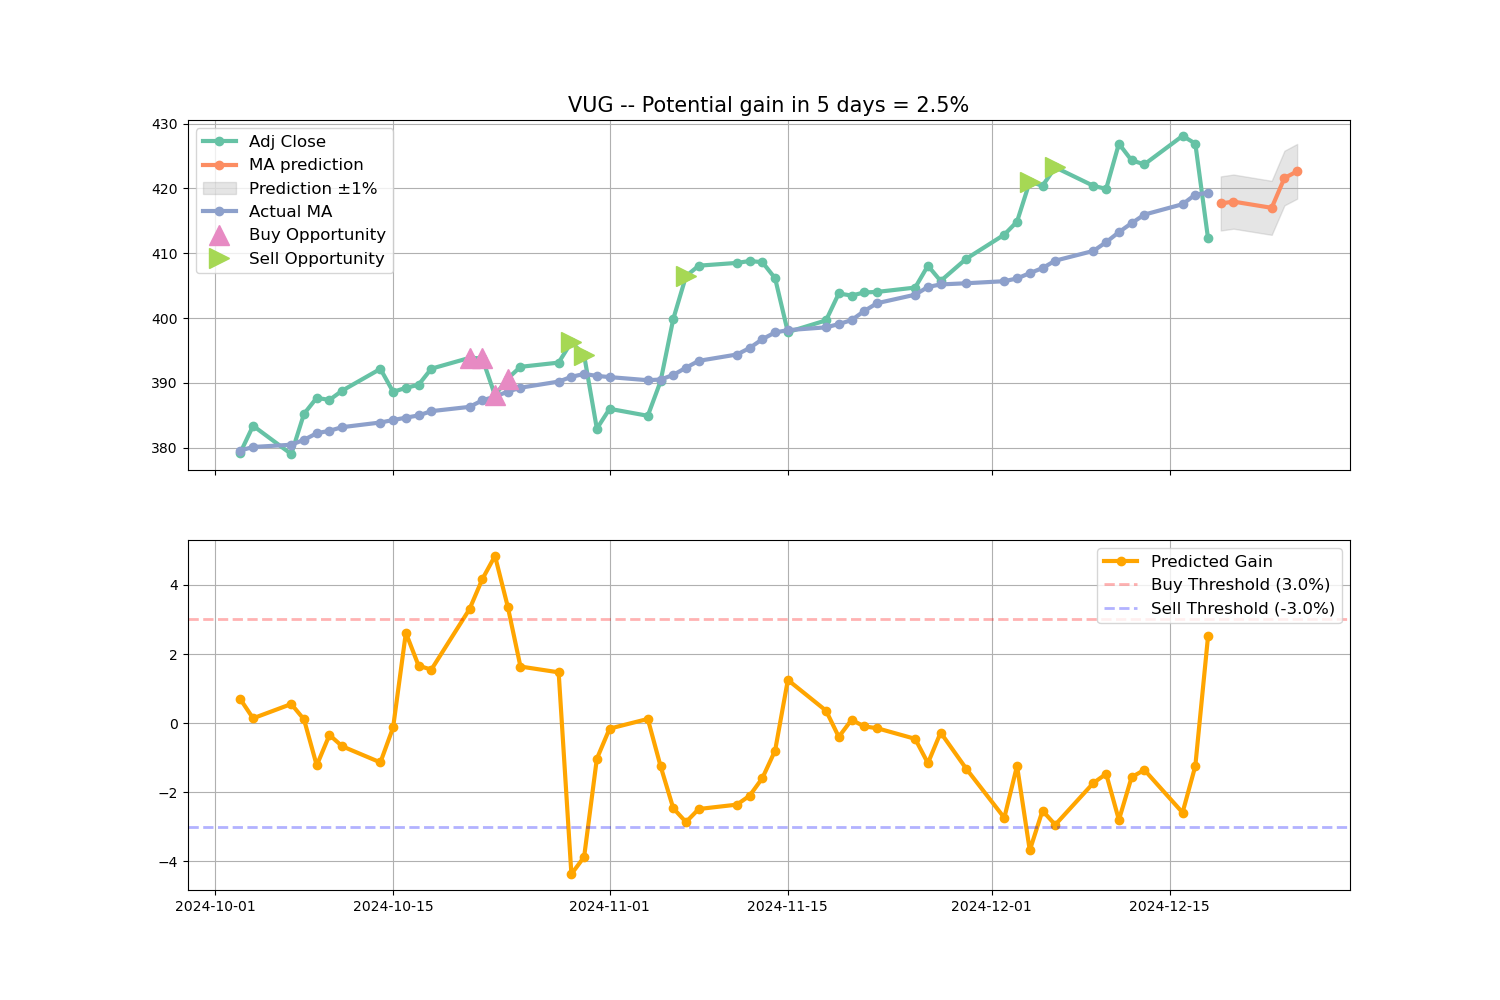 VUG -- Potential gain in 5 days = 2.5%
430
420
410
400
390
380
Adj Close
MA prediction
Prediction ±1%
Actual MA
Buy Opportunity
Sell Opportunity
4
2
0
−2
−4
Predicted Gain
Buy Threshold (3.0%)
Sell Threshold (-3.0%)
2024-10-01
2024-10-15
2024-11-01
2024-11-15
2024-12-01
2024-12-15